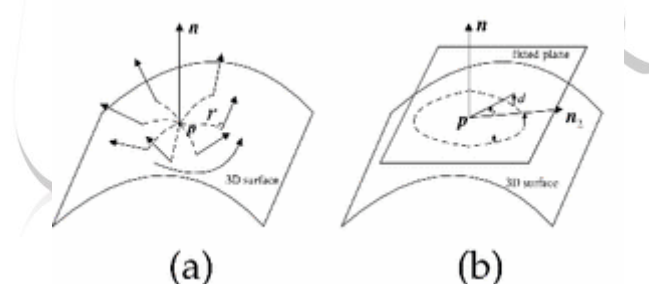 n
r
p
3D surface
(a)
n
fitted plane
d
p
n₂
3D surface
(b)